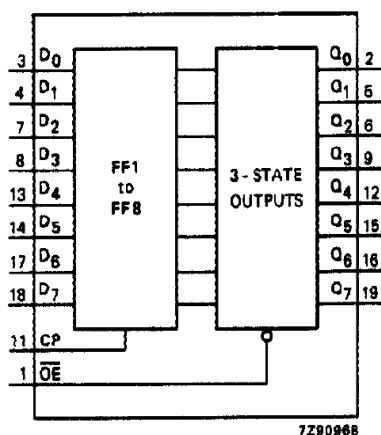 3 D0 Q0 2
4 D1 Q1 5
7 D2 Q2 6
8 D3 Q3 9
13 D4 Q4 12
14 D5 Q5 15
17 D6 Q6 16
18 D7 Q7 19
FF1
to
FF8
3-STATE
OUTPUTS
11 CP
1 OE
7Z90968